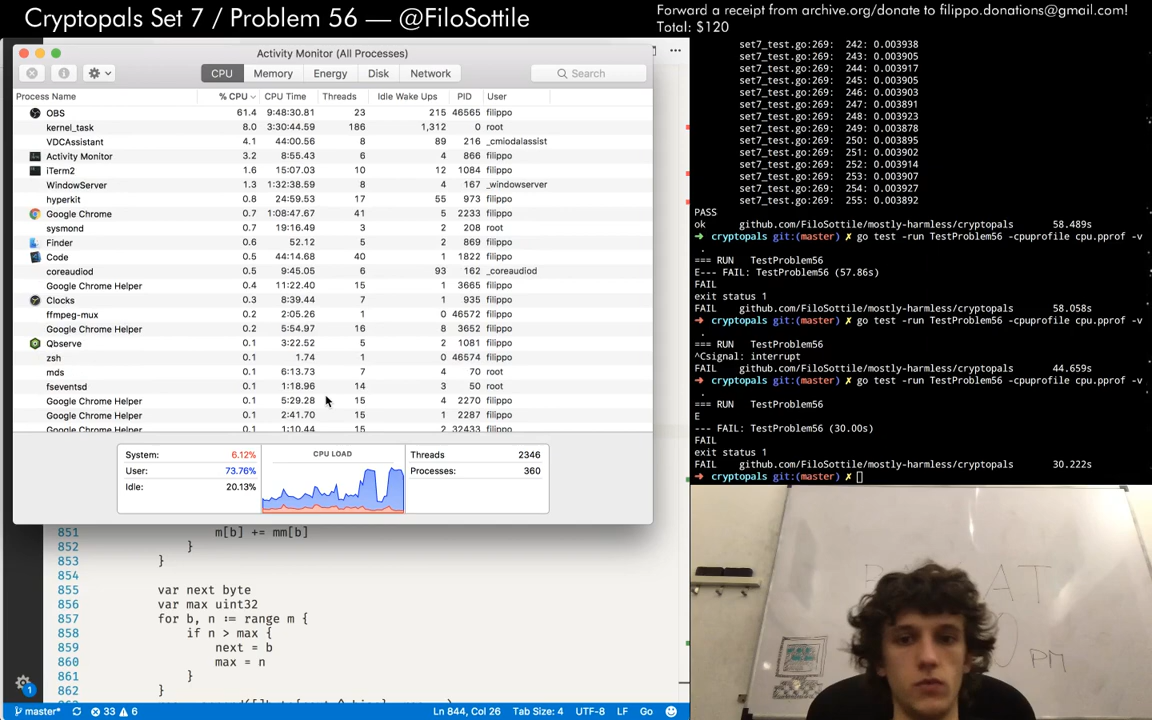 Cryptopals Set 7 / Problem 56 — @FiloSottile
Forward a receipt from archive.org/donate to filippo.donations@gmail.com!
Total: $120
Activity Monitor (All Processes)
CPU Memory Energy Disk Network
Search
Process Name % CPU CPU Time Threads Idle Wake Ups PID User
OBS 61.4 9:48:30.81 23 215 46565 filippo
kernel_task 8.0 3:30:44.59 186 1,312 0 root
VDCAssistant 4.1 44:00.56 8 89 216 _cmiodalassist
Activity Monitor 3.2 8:55.43 6 4 866 filippo
iTerm2 1.6 15:07.03 10 12 1084 filippo
WindowServer 1.3 1:32:38.59 8 4 167 _windowserver
hyperkit 0.8 24:59.53 17 55 973 filippo
Google Chrome 0.7 1:08:47.67 41 5 2233 filippo
sysmond 0.7 19:16.49 3 2 208 root
Finder 0.6 52.12 5 2 869 filippo
Code 0.5 44:14.68 40 1 1822 filippo
coreaudiod 0.5 9:45.05 6 93 162 _coreaudiod
Google Chrome Helper 0.4 11:22.40 15 1 3665 filippo
Clocks 0.3 8:39.44 7 1 935 filippo
ffmpeg-mux 0.2 2:05.26 1 0 46572 filippo
Google Chrome Helper 0.2 5:54.97 16 8 3652 filippo
Qbserve 0.1 3:22.52 5 2 1081 filippo
zsh 0.1 1.74 1 0 46574 filippo
mds 0.1 6:13.73 7 4 70 root
fseventsd 0.1 1:18.96 14 3 50 root
Google Chrome Helper 0.1 5:29.28 15 4 2270 filippo
Google Chrome Helper 0.1 2:41.70 15 1 2287 filippo
Google Chrome Helper 0.1 1:10.44 15 2 32433 filippo
System: 6.12%
User: 73.76%
Idle: 20.13%
CPU LOAD
Threads 2346
Processes: 360
851 m[b] += mm[b]
852 }
853 }
854
855 var next byte
856 var max uint32
857 for b, n := range m {
858 if n > max {
859 next = b
860 max = n
861 }
862 }
1
master* 33 6 Ln 844, Col 26 Tab Size: 4 UTF-8 LF Go
set7_test.go:269: 242: 0.003938
set7_test.go:269: 243: 0.003905
set7_test.go:269: 244: 0.003917
set7_test.go:269: 245: 0.003905
set7_test.go:269: 246: 0.003903
set7_test.go:269: 247: 0.003891
set7_test.go:269: 248: 0.003923
set7_test.go:269: 249: 0.003878
set7_test.go:269: 250: 0.003895
set7_test.go:269: 251: 0.003902
set7_test.go:269: 252: 0.003914
set7_test.go:269: 253: 0.003907
set7_test.go:269: 254: 0.003927
set7_test.go:269: 255: 0.003892
PASS
ok github.com/FiloSottile/mostly-harmless/cryptopals 58.489s
➜ cryptopals git:(master) ✗ go test -run TestProblem56 -cpuprofile cpu.pprof -v
.
=== RUN TestProblem56
E--- FAIL: TestProblem56 (57.86s)
FAIL
exit status 1
FAIL github.com/FiloSottile/mostly-harmless/cryptopals 58.058s
➜ cryptopals git:(master) ✗ go test -run TestProblem56 -cpuprofile cpu.pprof -v
.
=== RUN TestProblem56
^Csignal: interrupt
FAIL github.com/FiloSottile/mostly-harmless/cryptopals 44.659s
➜ cryptopals git:(master) ✗ go test -run TestProblem56 -cpuprofile cpu.pprof -v
.
=== RUN TestProblem56
E
--- FAIL: TestProblem56 (30.00s)
FAIL
exit status 1
FAIL github.com/FiloSottile/mostly-harmless/cryptopals 30.222s
➜ cryptopals git:(master) ✗
AT
PM